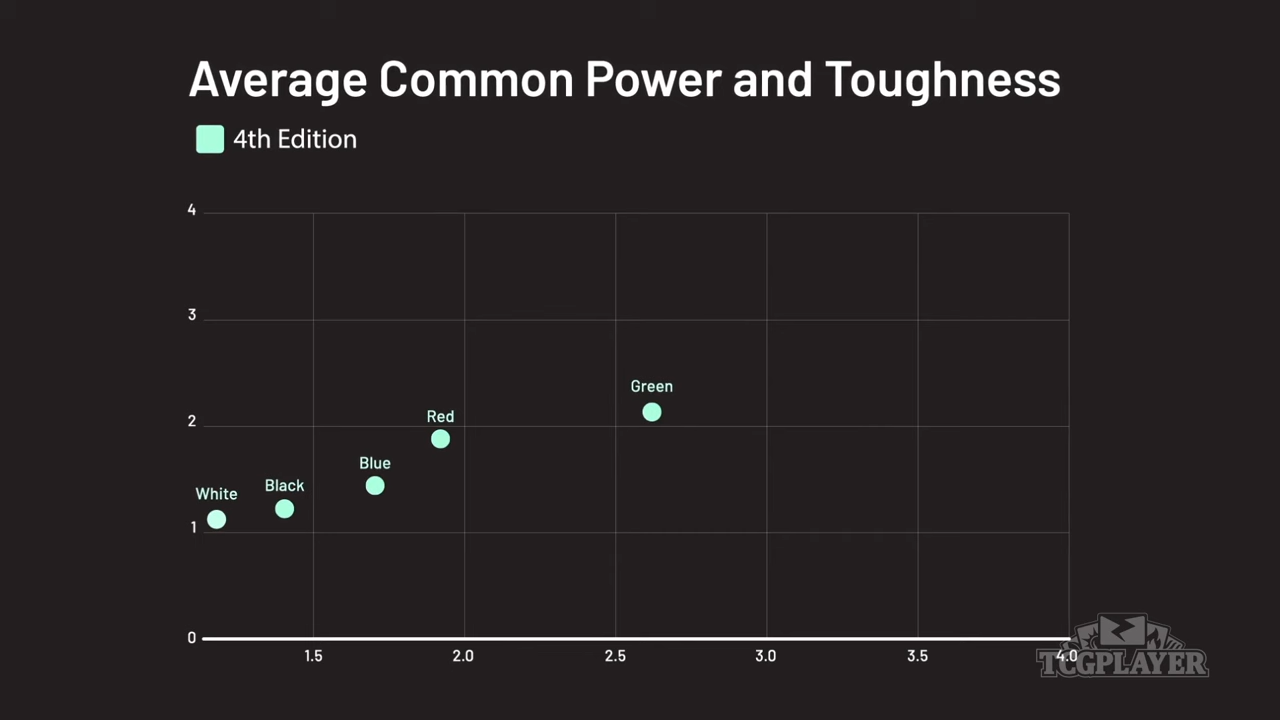 Average Common Power and Toughness
4th Edition
4
3
Green
2
Red
Blue
Black
White
1
0
1.5 2.0 2.5 3.0 3.5 4.0
TCGPLAYER